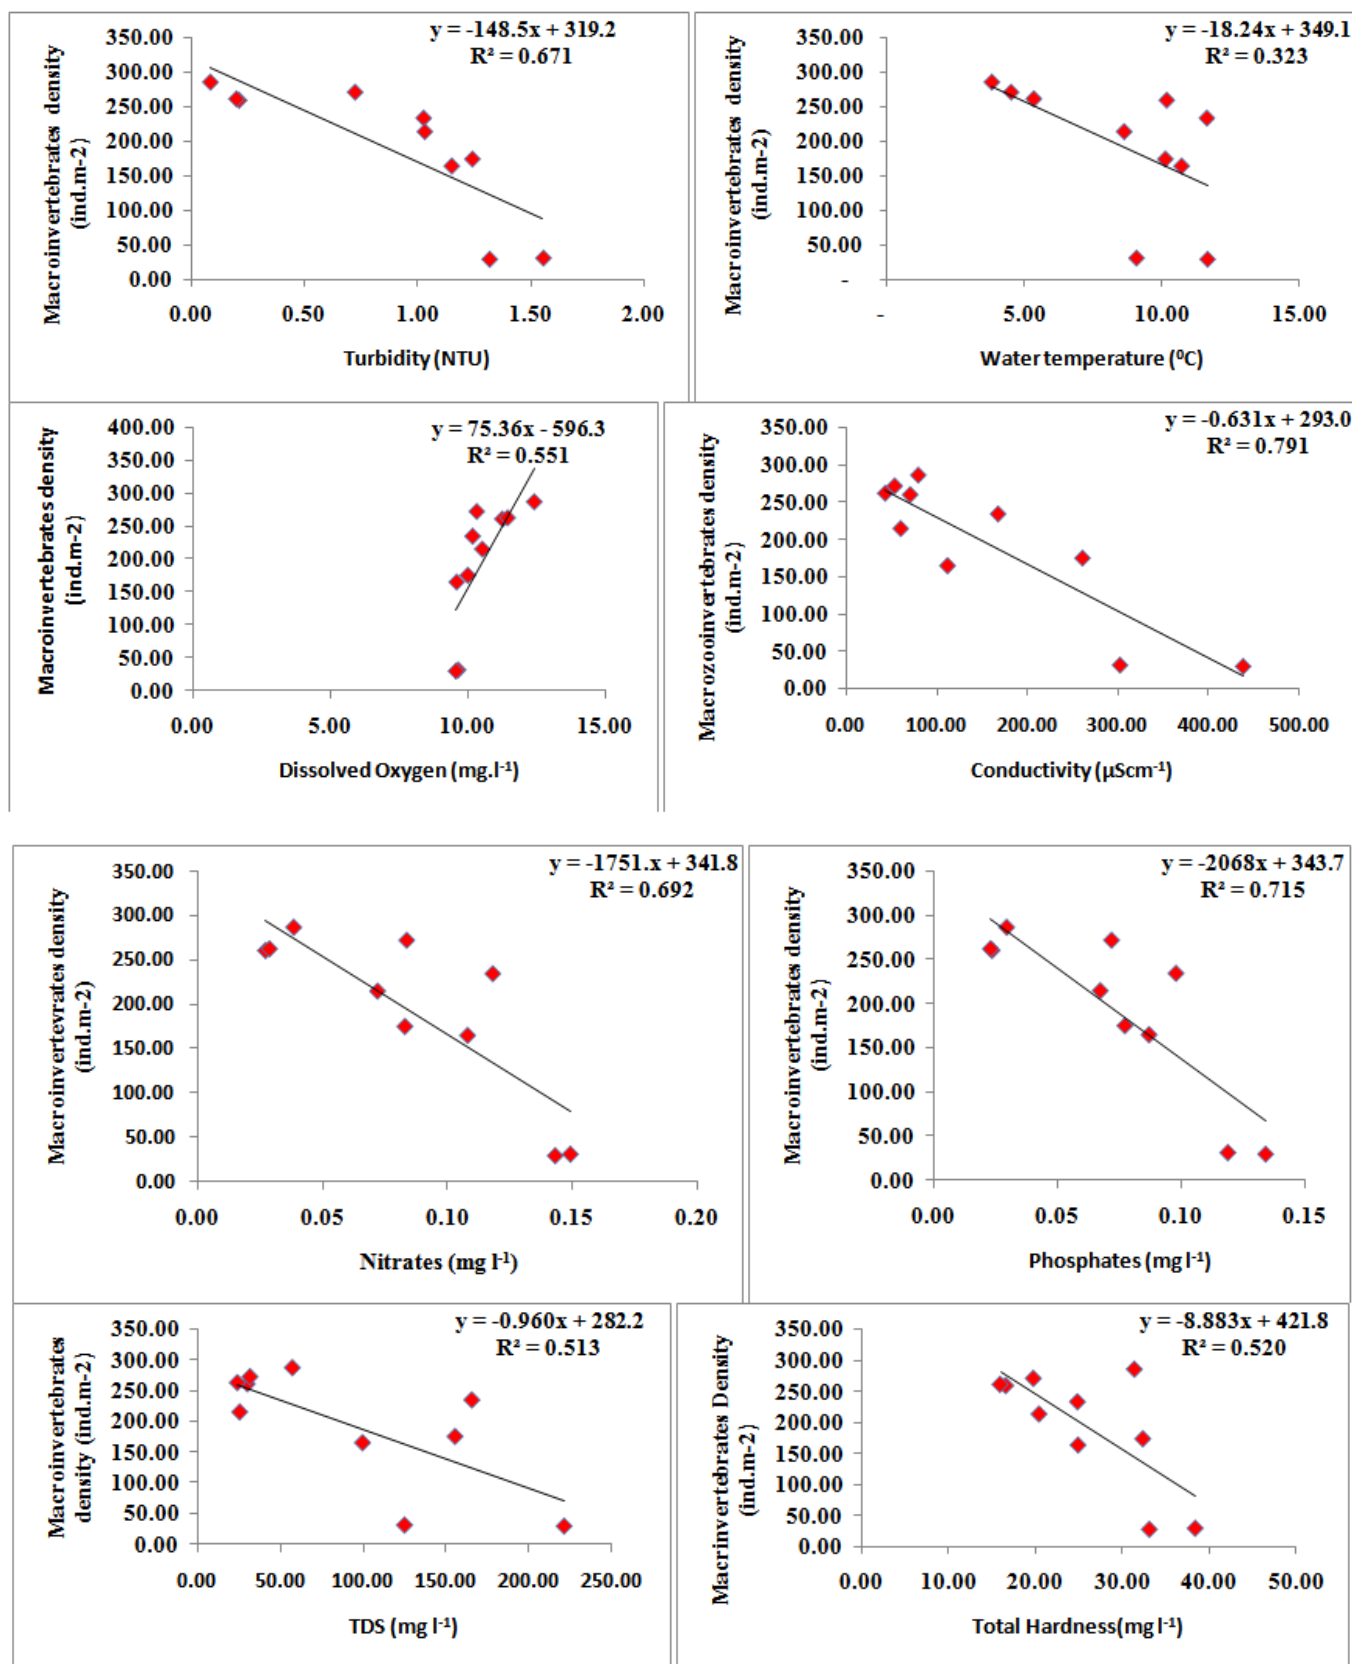 y = -148.5x + 319.2
R² = 0.671
Macroinvertebrates density
(ind.m-2)
350.00
300.00
250.00
200.00
150.00
100.00
50.00
0.00
0.00 0.50 1.00 1.50 2.00
Turbidity (NTU)
y = -18.24x + 349.1
R² = 0.323
Macroinvertebrates density
(ind.m-2)
350.00
300.00
250.00
200.00
150.00
100.00
50.00
-
- 5.00 10.00 15.00
Water temperature (⁰C)
y = 75.36x - 596.3
R² = 0.551
Macroinvertebrates density
(ind.m-2)
400.00
350.00
300.00
250.00
200.00
150.00
100.00
50.00
0.00
0.00 5.00 10.00 15.00
Dissolved Oxygen (mg.l⁻¹)
y = -0.631x + 293.0
R² = 0.791
Macrozooinvertebrates density
(ind.m-2)
350.00
300.00
250.00
200.00
150.00
100.00
50.00
0.00
0.00 100.00 200.00 300.00 400.00 500.00
Conductivity (µScm⁻¹)
y = -1751.x + 341.8
R² = 0.692
Macroinvertevrates density
(ind.m-2)
350.00
300.00
250.00
200.00
150.00
100.00
50.00
0.00
0.00 0.05 0.10 0.15 0.20
Nitrates (mg l⁻¹)
y = -2068x + 343.7
R² = 0.715
Macroinvertebrates density
(ind.m-2)
350.00
300.00
250.00
200.00
150.00
100.00
50.00
0.00
0.00 0.05 0.10 0.15
Phosphates (mg l⁻¹)
y = -0.960x + 282.2
R² = 0.513
Macroinvertebrates
density (ind.m-2)
350.00
300.00
250.00
200.00
150.00
100.00
50.00
0.00
0.00 50.00 100.00 150.00 200.00 250.00
TDS (mg l⁻¹)
y = -8.883x + 421.8
R² = 0.520
Macrinvertebrates Density
(ind.m-2)
350.00
300.00
250.00
200.00
150.00
100.00
50.00
0.00
0.00 10.00 20.00 30.00 40.00 50.00
Total Hardness(mg l⁻¹)